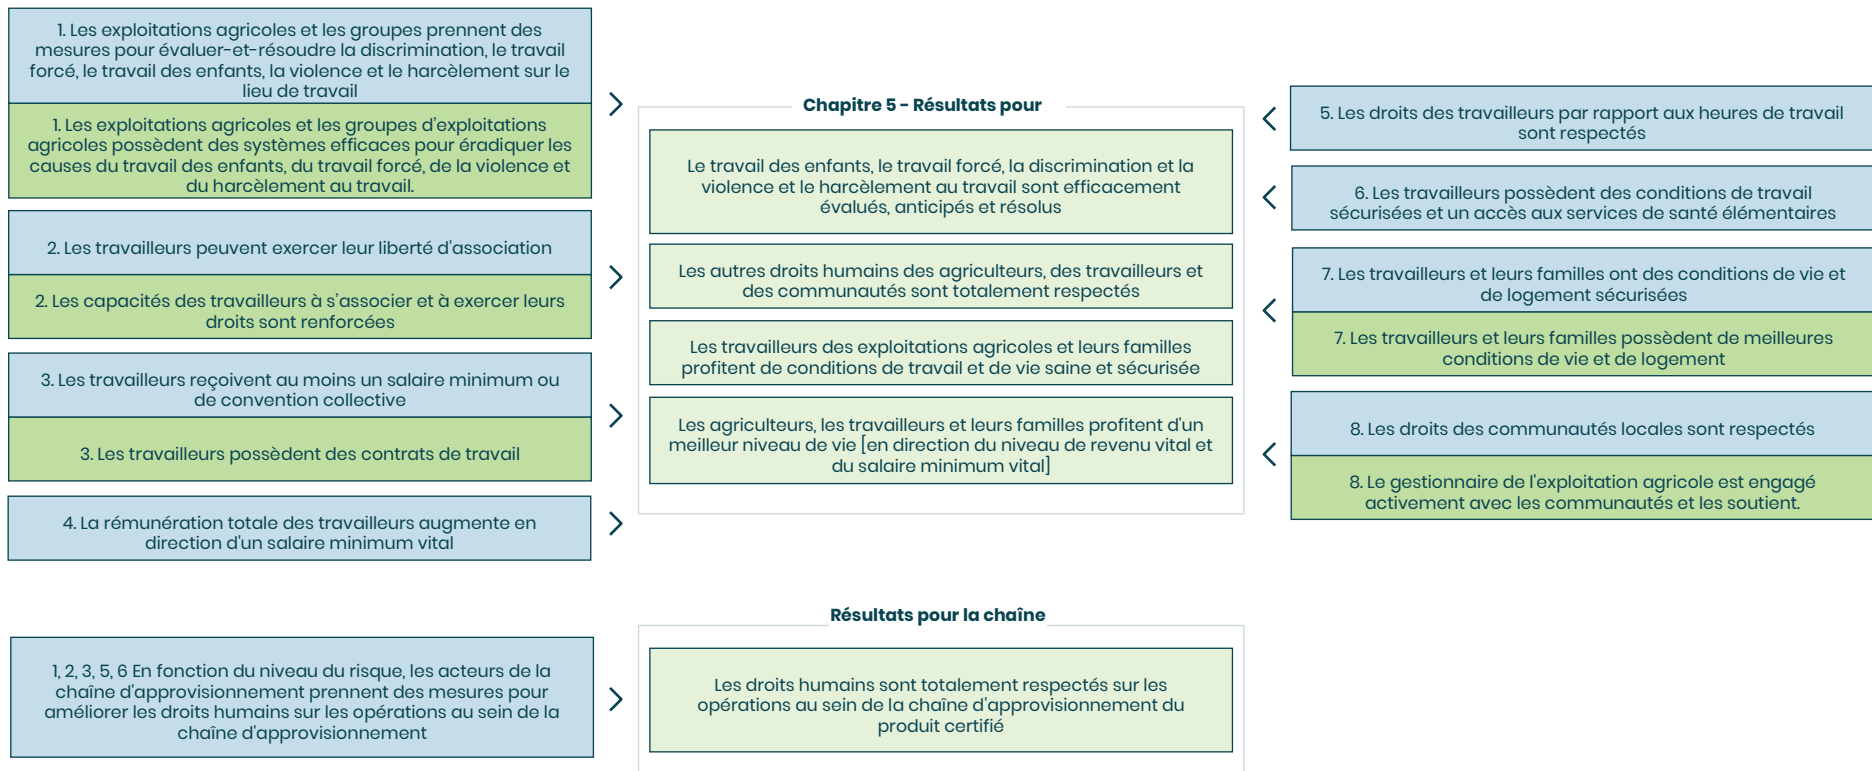 1. Les exploitations agricoles et les groupes prennent des
mesures pour évaluer-et-résoudre la discrimination, le travail
forcé, le travail des enfants, la violence et le harcèlement sur le
lieu de travail
1. Les exploitations agricoles et les groupes d'exploitations
agricoles possèdent des systèmes efficaces pour éradiquer les
causes du travail des enfants, du travail forcé, de la violence et
du harcèlement au travail.
2. Les travailleurs peuvent exercer leur liberté d'association
2. Les capacités des travailleurs à s'associer et à exercer leurs
droits sont renforcées
3. Les travailleurs reçoivent au moins un salaire minimum ou
de convention collective
3. Les travailleurs possèdent des contrats de travail
4. La rémunération totale des travailleurs augmente en
direction d'un salaire minimum vital
Chapitre 5 - Résultats pour
Le travail des enfants, le travail forcé, la discrimination et la
violence et le harcèlement au travail sont efficacement
évalués, anticipés et résolus
Les autres droits humains des agriculteurs, des travailleurs et
des communautés sont totalement respectés
Les travailleurs des exploitations agricoles et leurs familles
profitent de conditions de travail et de vie saine et sécurisée
Les agriculteurs, les travailleurs et leurs familles profitent d'un
meilleur niveau de vie [en direction du niveau de revenu vital et
du salaire minimum vital]
5. Les droits des travailleurs par rapport aux heures de travail
sont respectés
6. Les travailleurs possèdent des conditions de travail
sécurisées et un accès aux services de santé élémentaires
7. Les travailleurs et leurs familles ont des conditions de vie et
de logement sécurisées
7. Les travailleurs et leurs familles possèdent de meilleures
conditions de vie et de logement
8. Les droits des communautés locales sont respectés
8. Le gestionnaire de l'exploitation agricole est engagé
activement avec les communautés et les soutient.
Résultats pour la chaîne
1, 2, 3, 5, 6 En fonction du niveau du risque, les acteurs de la
chaîne d'approvisionnement prennent des mesures pour
améliorer les droits humains sur les opérations au sein de la
chaîne d'approvisionnement
Les droits humains sont totalement respectés sur les
opérations au sein de la chaîne d'approvisionnement du
produit certifié